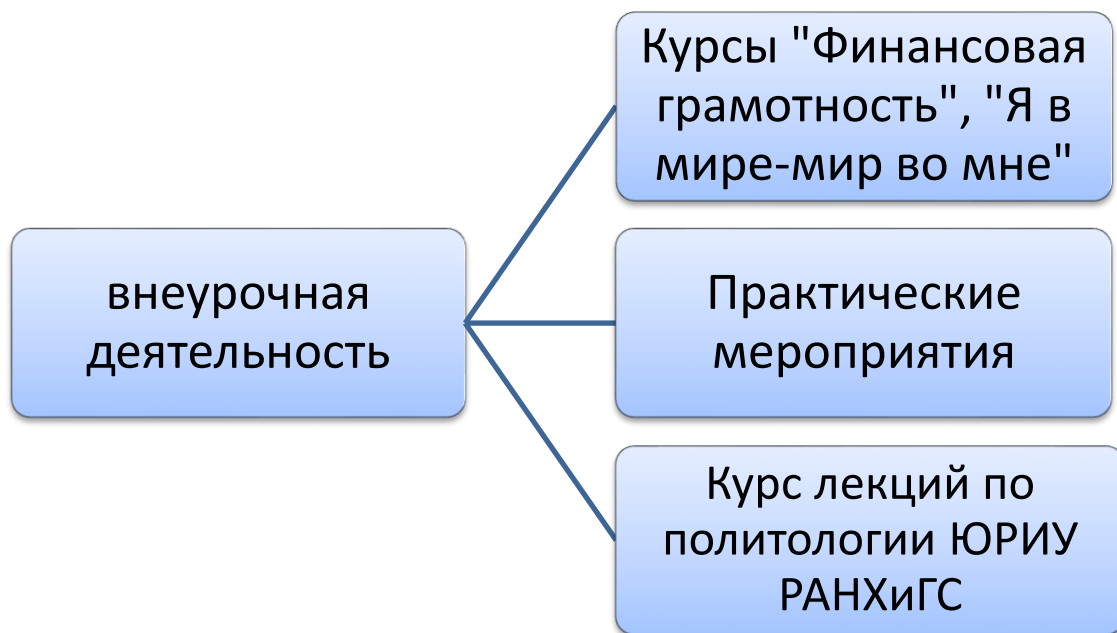 внеурочная
деятельность
Курсы "Финансовая
грамотность", "Я в
мире-мир во мне"
Практические
мероприятия
Курс лекций по
политологии ЮРИУ
РАНХиГС